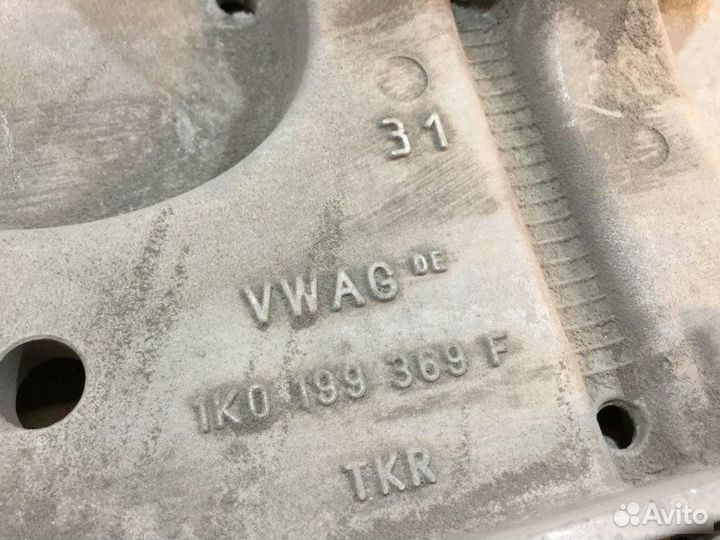 31
VWAG DE
1K0 199 369 F
TKR
Avito